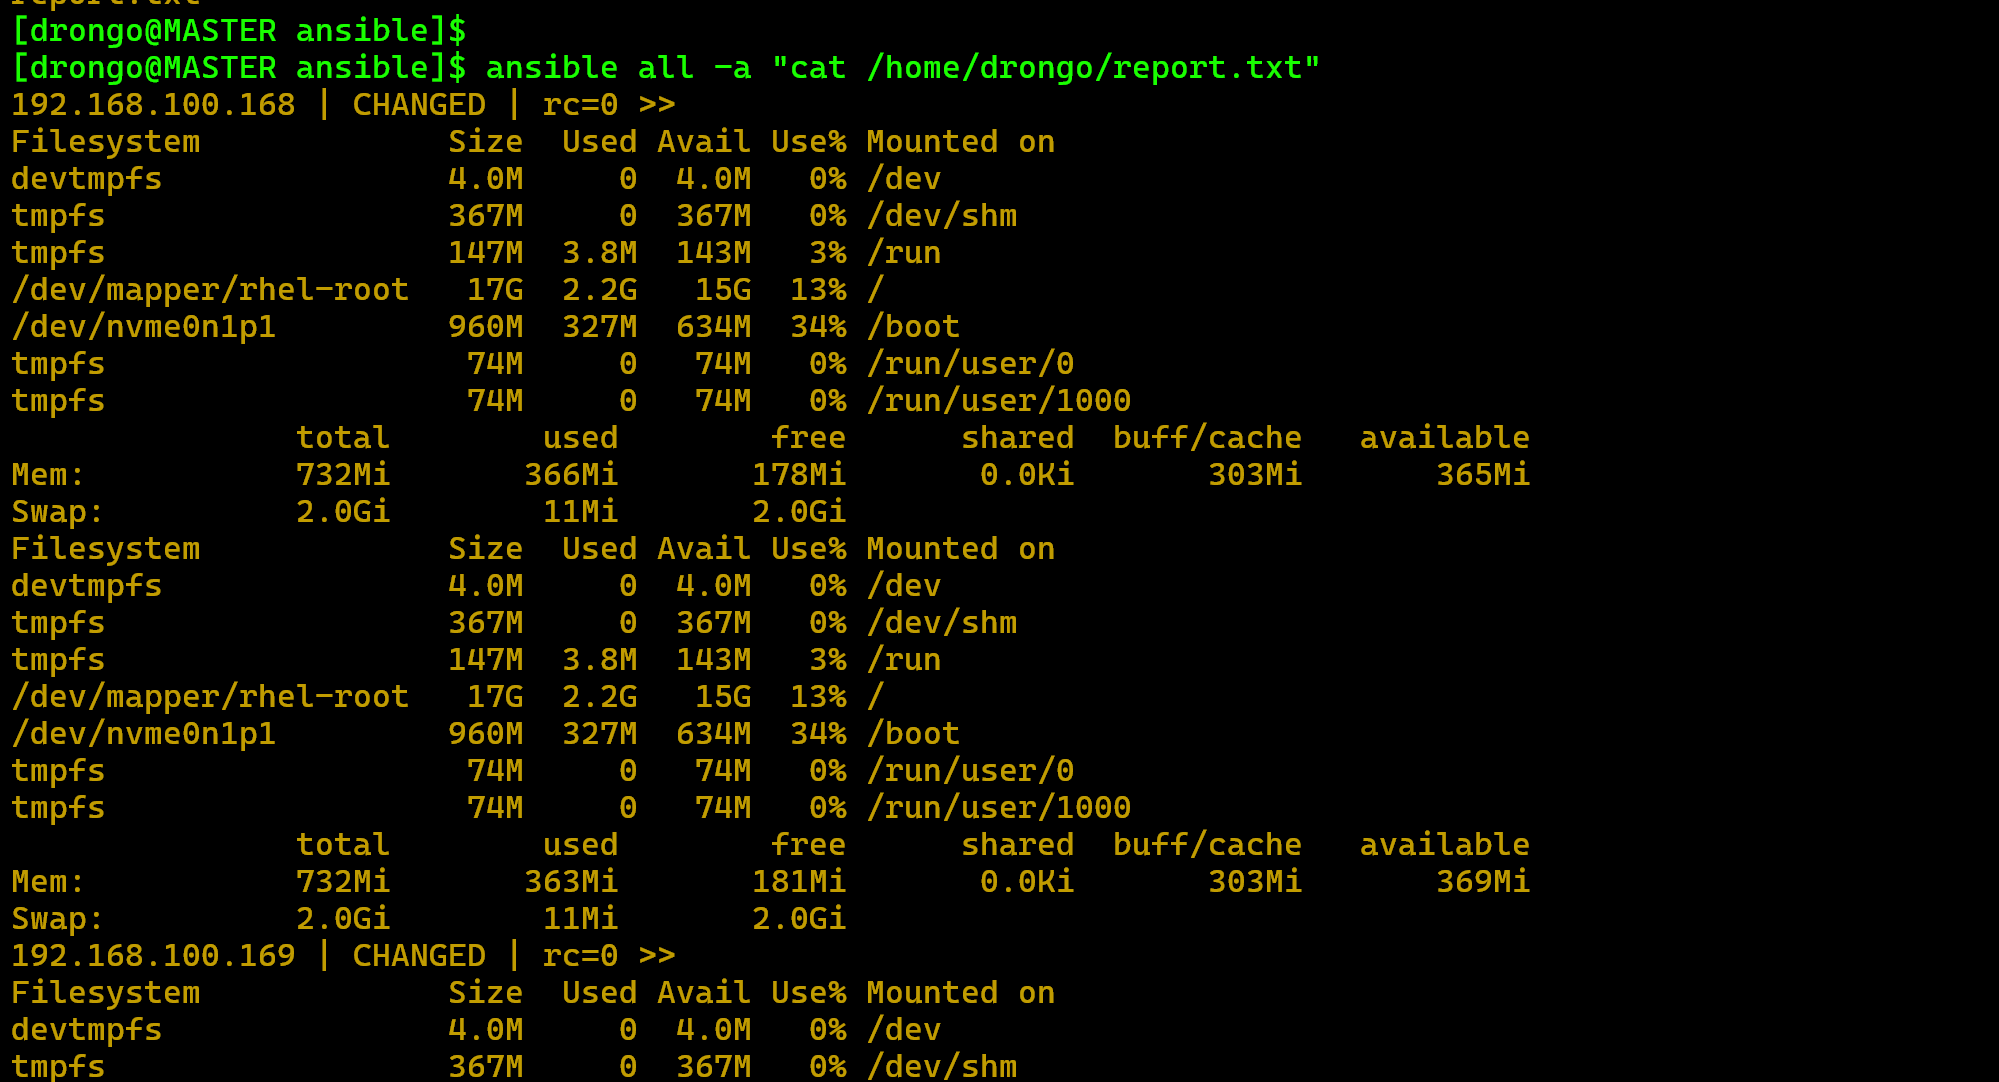 report.txt
[drongo@MASTER ansible]$
[drongo@MASTER ansible]$ ansible all -a "cat /home/drongo/report.txt"
192.168.100.168 | CHANGED | rc=0 >>
Filesystem             Size  Used Avail Use% Mounted on
devtmpfs               4.0M     0  4.0M   0% /dev
tmpfs                  367M     0  367M   0% /dev/shm
tmpfs                  147M  3.8M  143M   3% /run
/dev/mapper/rhel-root   17G  2.2G   15G  13% /
/dev/nvme0n1p1         960M  327M  634M  34% /boot
tmpfs                   74M     0   74M   0% /run/user/0
tmpfs                   74M     0   74M   0% /run/user/1000
               total        used        free      shared  buff/cache   available
Mem:           732Mi       366Mi       178Mi       0.0Ki       303Mi       365Mi
Swap:          2.0Gi        11Mi       2.0Gi
Filesystem             Size  Used Avail Use% Mounted on
devtmpfs               4.0M     0  4.0M   0% /dev
tmpfs                  367M     0  367M   0% /dev/shm
tmpfs                  147M  3.8M  143M   3% /run
/dev/mapper/rhel-root   17G  2.2G   15G  13% /
/dev/nvme0n1p1         960M  327M  634M  34% /boot
tmpfs                   74M     0   74M   0% /run/user/0
tmpfs                   74M     0   74M   0% /run/user/1000
               total        used        free      shared  buff/cache   available
Mem:           732Mi       363Mi       181Mi       0.0Ki       303Mi       369Mi
Swap:          2.0Gi        11Mi       2.0Gi
192.168.100.169 | CHANGED | rc=0 >>
Filesystem             Size  Used Avail Use% Mounted on
devtmpfs               4.0M     0  4.0M   0% /dev
tmpfs                  367M     0  367M   0% /dev/shm